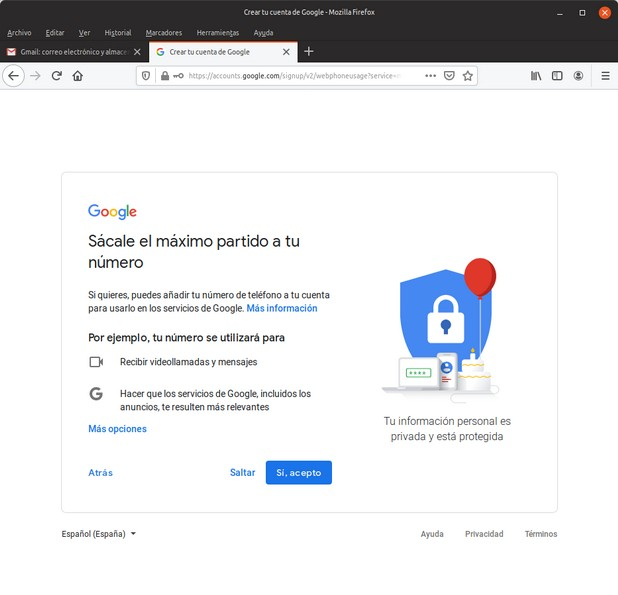 Crear tu cuenta de Google - Mozilla Firefox
Archivo Editar Ver Historial Marcadores Herramientas Ayuda
Gmail: correo electrónico y almace
Crear tu cuenta de Google
https://accounts.google.com/signup/v2/webphoneusage?service=
Google
Sácale el máximo partido a tu
número
Si quieres, puedes añadir tu número de teléfono a tu cuenta
para usarlo en los servicios de Google. Más información
Por ejemplo, tu número se utilizará para
Recibir videollamadas y mensajes
Hacer que los servicios de Google, incluidos los
anuncios, te resulten más relevantes
Más opciones
Atrás Saltar Sí, acepto
Tu información personal es
privada y está protegida
Español (España) Ayuda Privacidad Términos